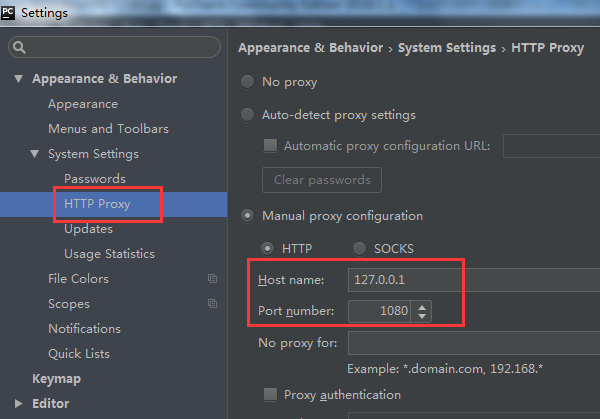 PC Settings
Appearance & Behavior
Appearance
Menus and Toolbars
System Settings
Passwords
HTTP Proxy
Updates
Usage Statistics
File Colors
Scopes
Notifications
Quick Lists
Keymap
Editor
Appearance & Behavior › System Settings › HTTP Proxy
No proxy
Auto-detect proxy settings
Automatic proxy configuration URL:
Clear passwords
Manual proxy configuration
HTTP SOCKS
Host name: 127.0.0.1
Port number: 1080
No proxy for:
Example: *.domain.com, 192.168.*
Proxy authentication